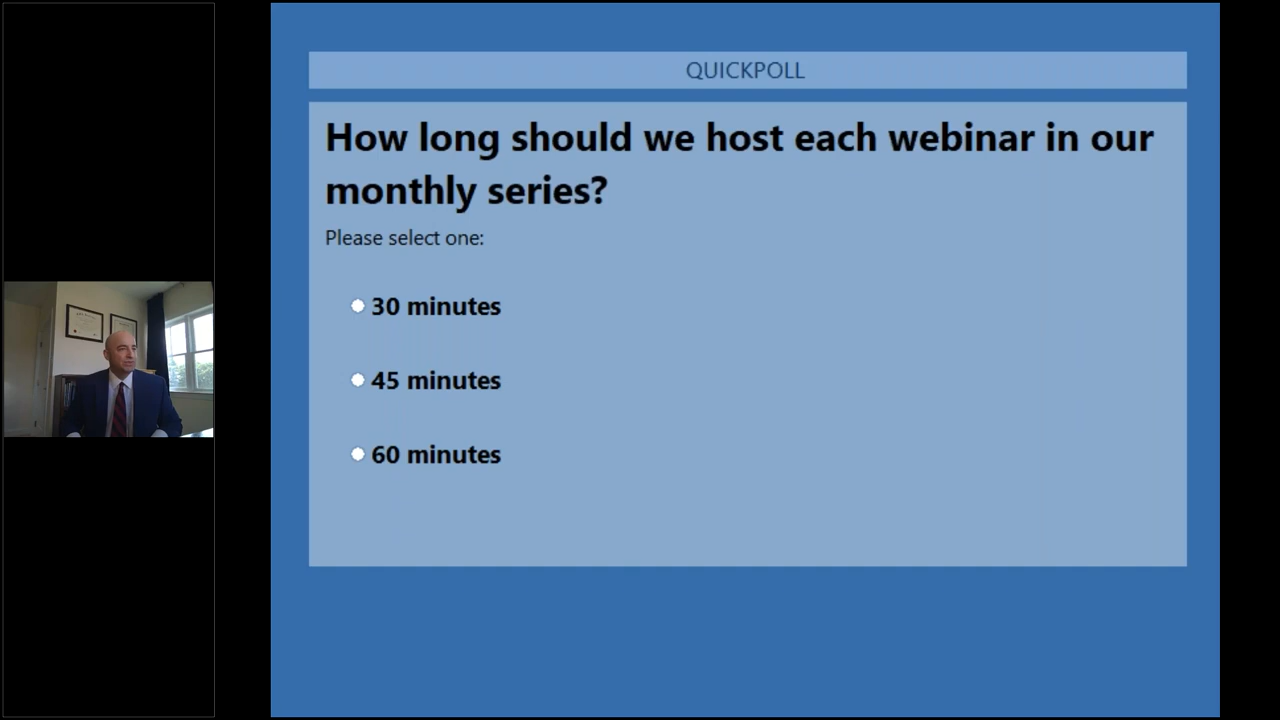 QUICKPOLL
How long should we host each webinar in our
monthly series?
Please select one:
30 minutes
45 minutes
60 minutes